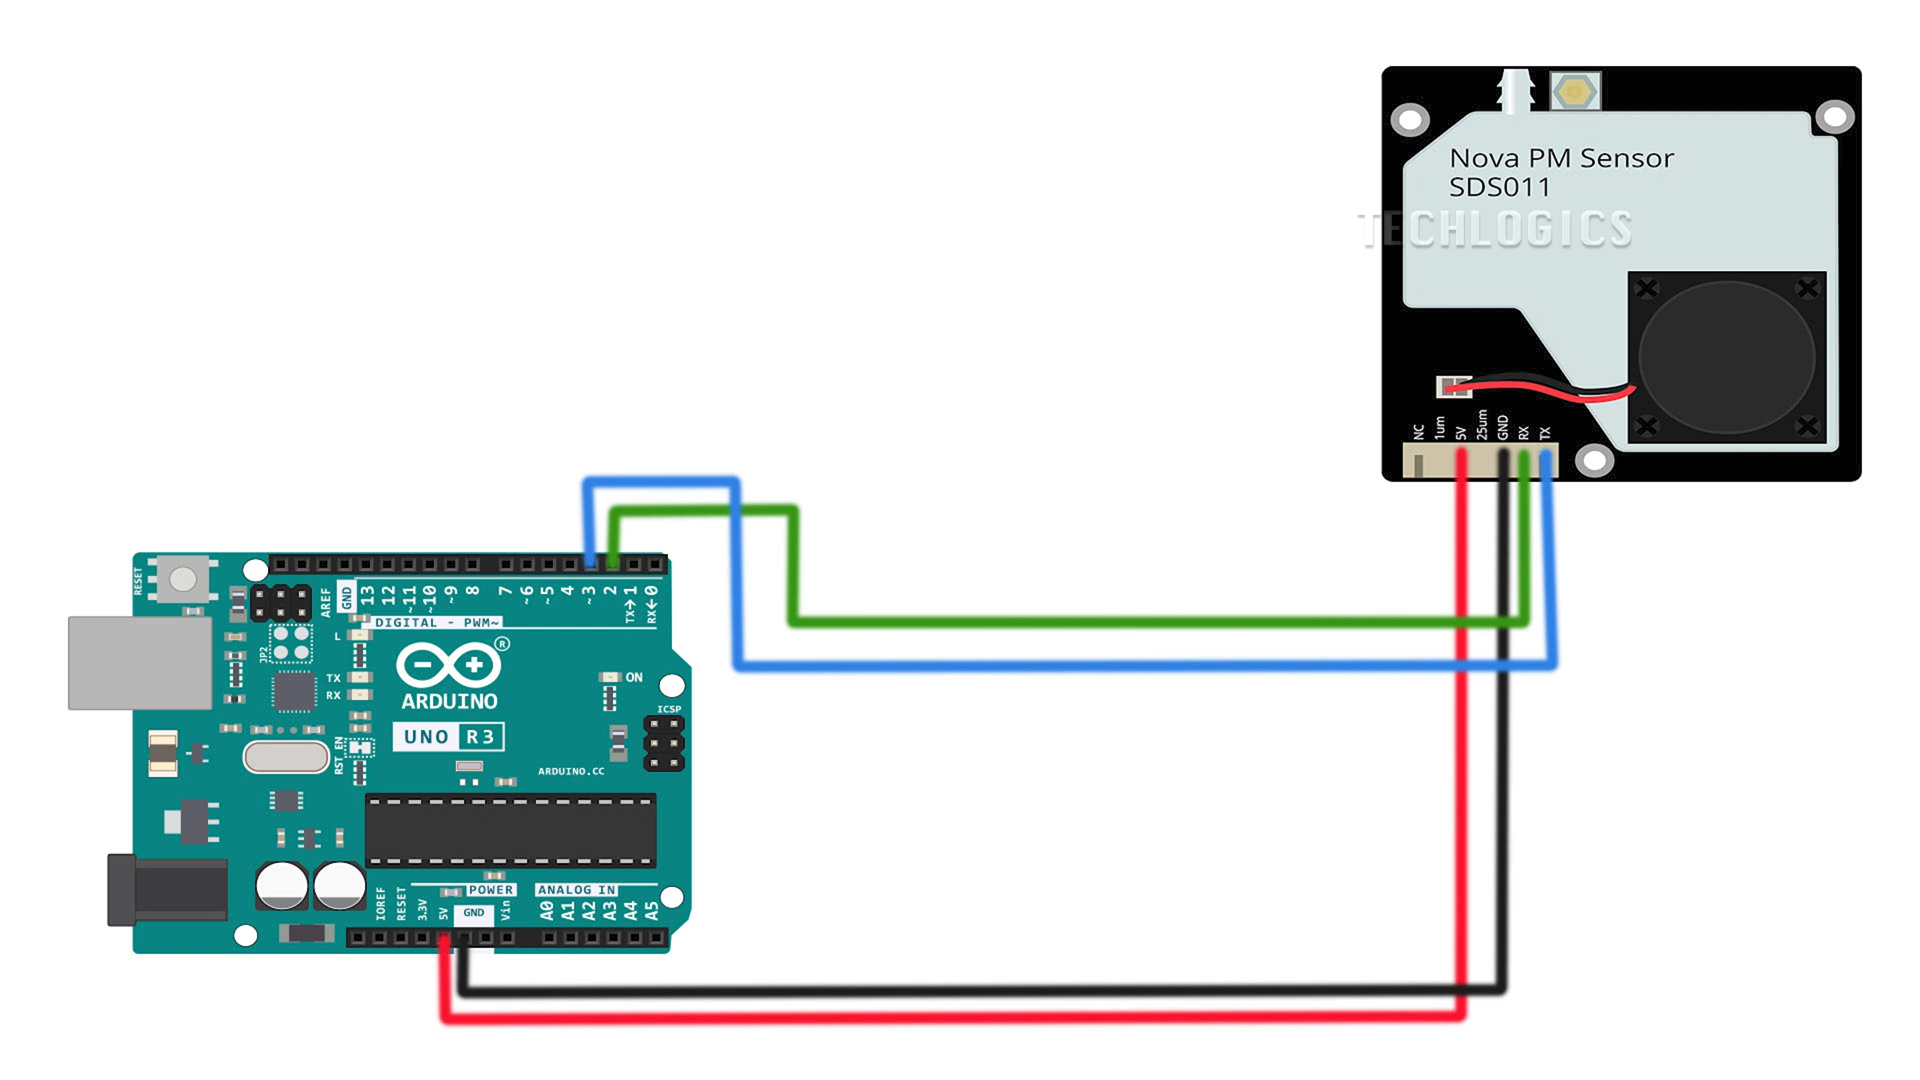 Nova PM Sensor
SDS011
TECHLOGICS
NC
1um
5V
25um
GND
RX
TX
RESET
AREF
GND
13
12
~11
~10
~9
8
7
~6
~5
4
~3
2
TX→1
RX←0
DIGITAL - PWM~
L
JP2
TX
RX
®
ARDUINO
ON
ICSP
UNO R3
RST EN
ARDUINO.CC
POWER
ANALOG IN
IOREF
RESET
3.3V
5V
GND
Vin
A0
A1
A2
A3
A4
A5